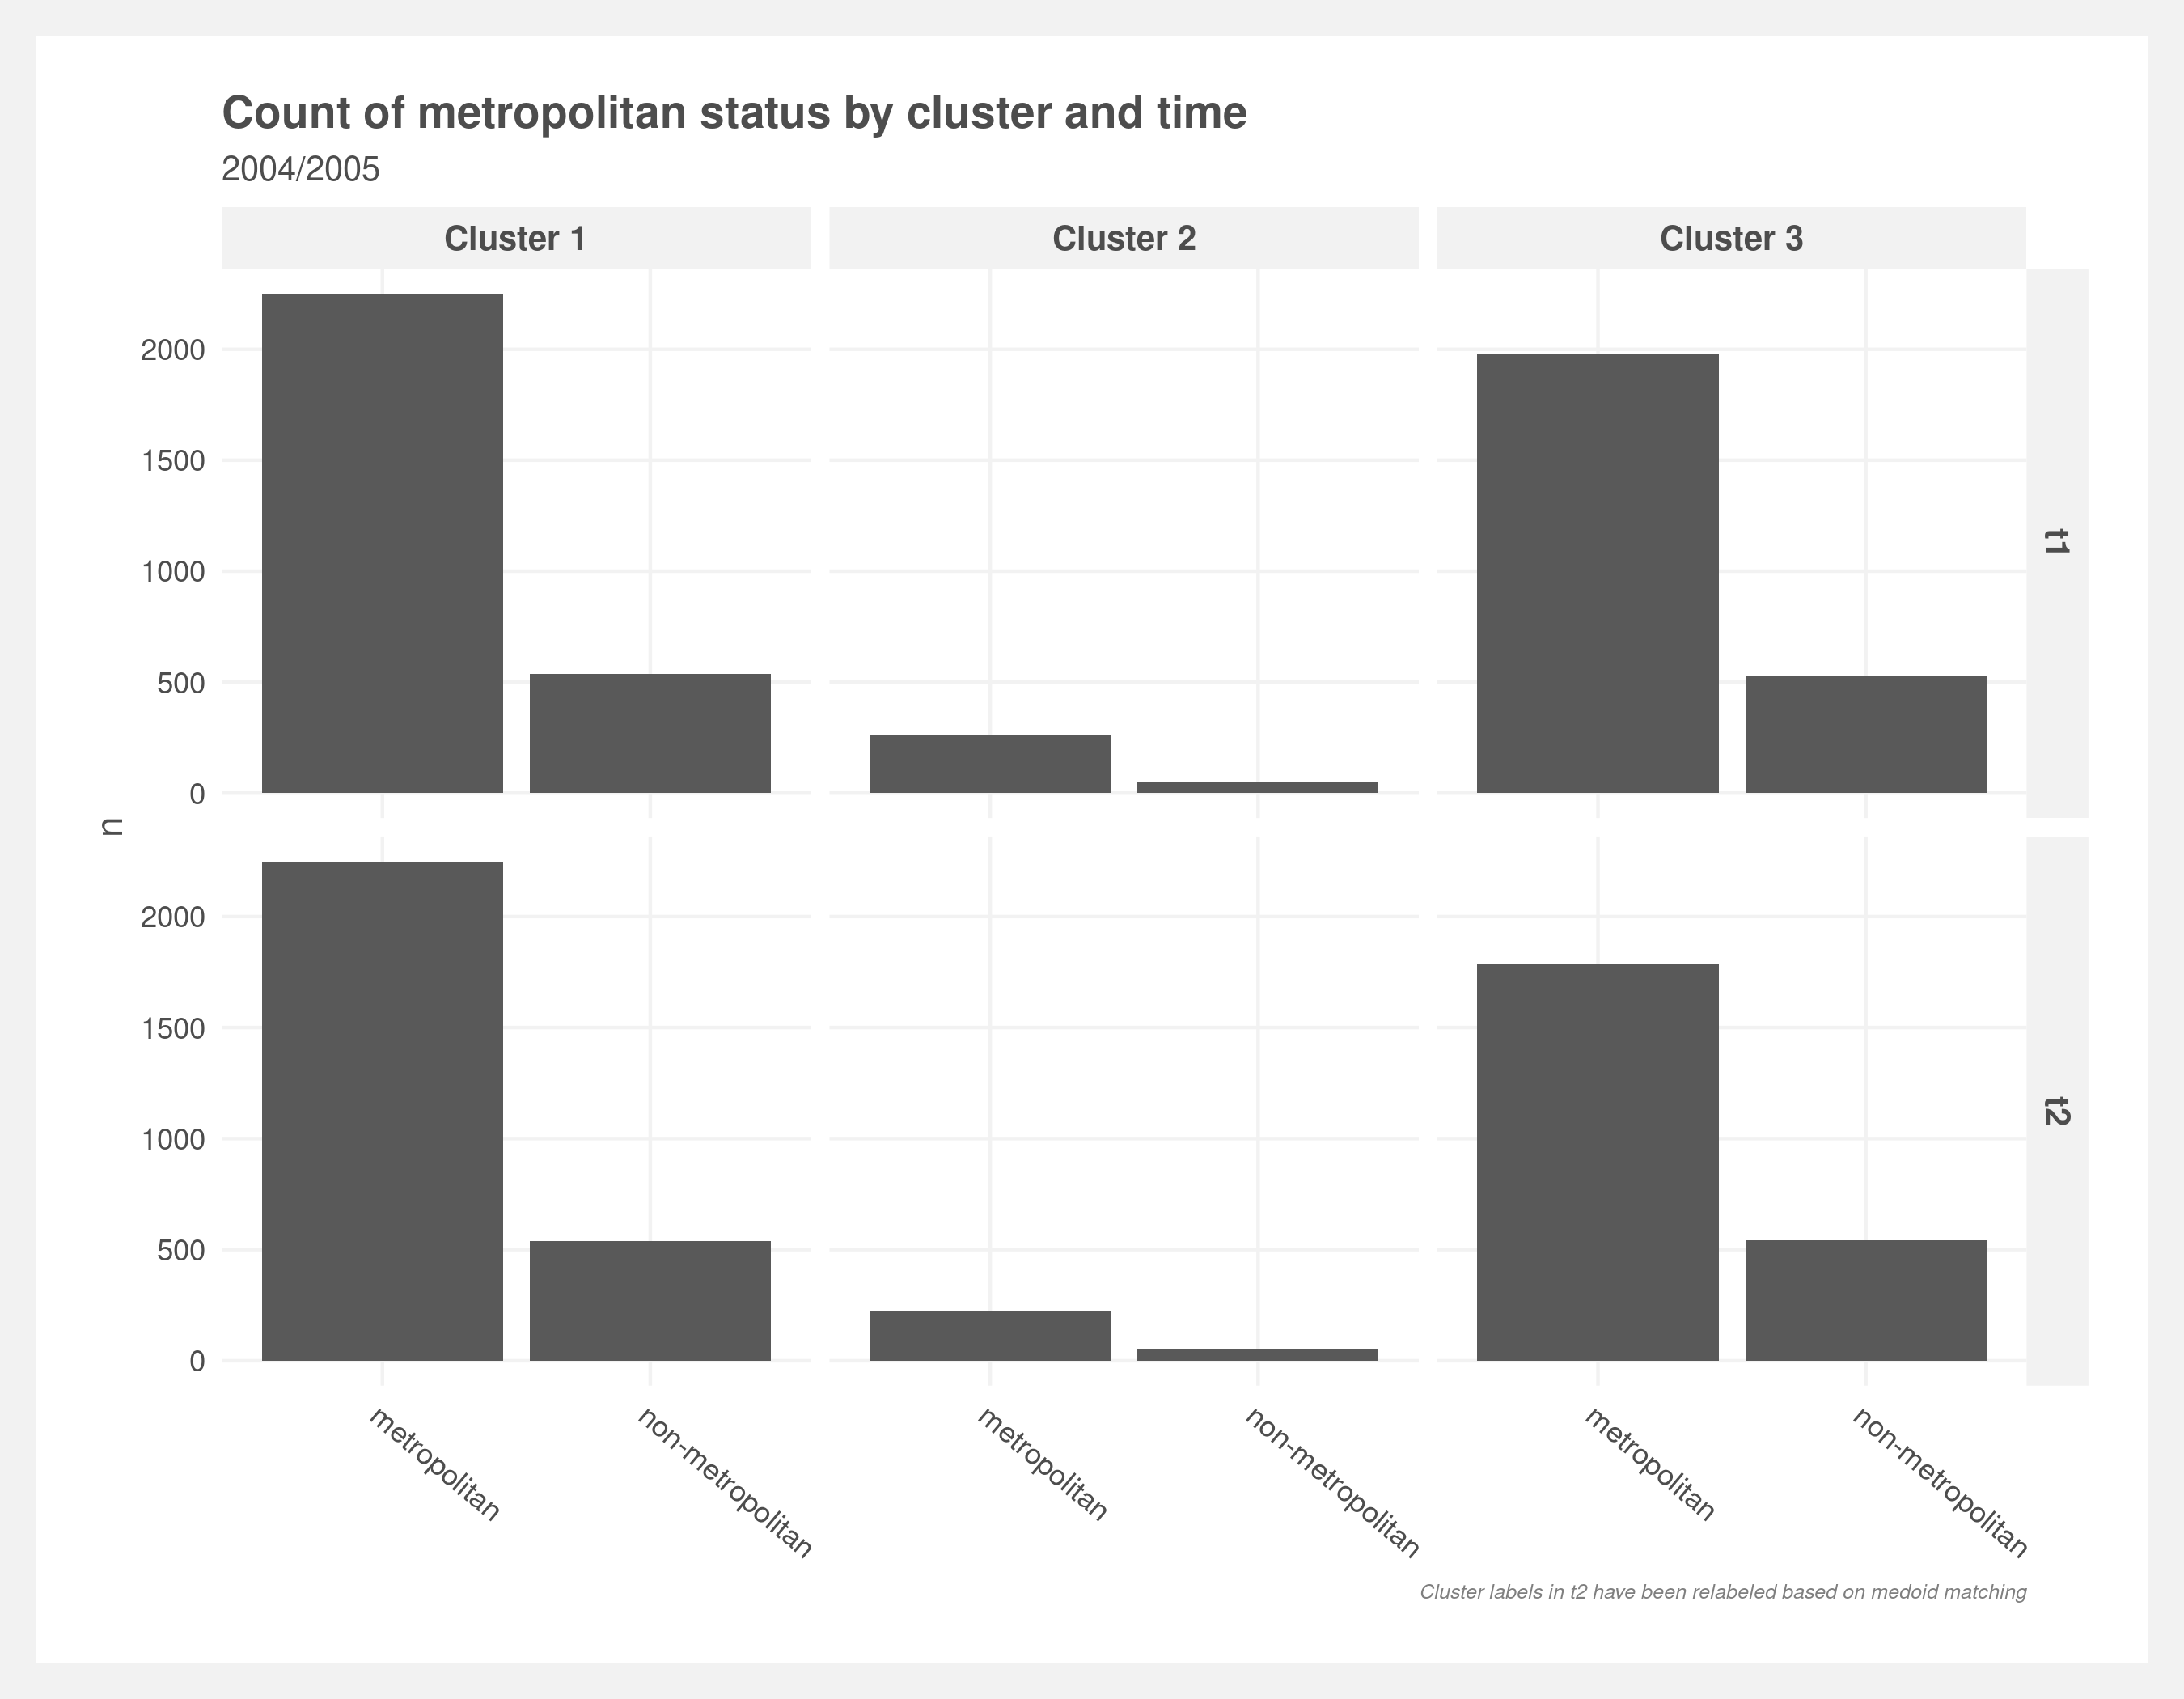 Count of metropolitan status by cluster and time
2004/2005
Cluster 1
Cluster 2
Cluster 3
2000
1500
1000
500
0
t1
n
2000
1500
1000
500
0
t2
metropolitan
non-metropolitan
metropolitan
non-metropolitan
metropolitan
non-metropolitan
Cluster labels in t2 have been relabeled based on medoid matching